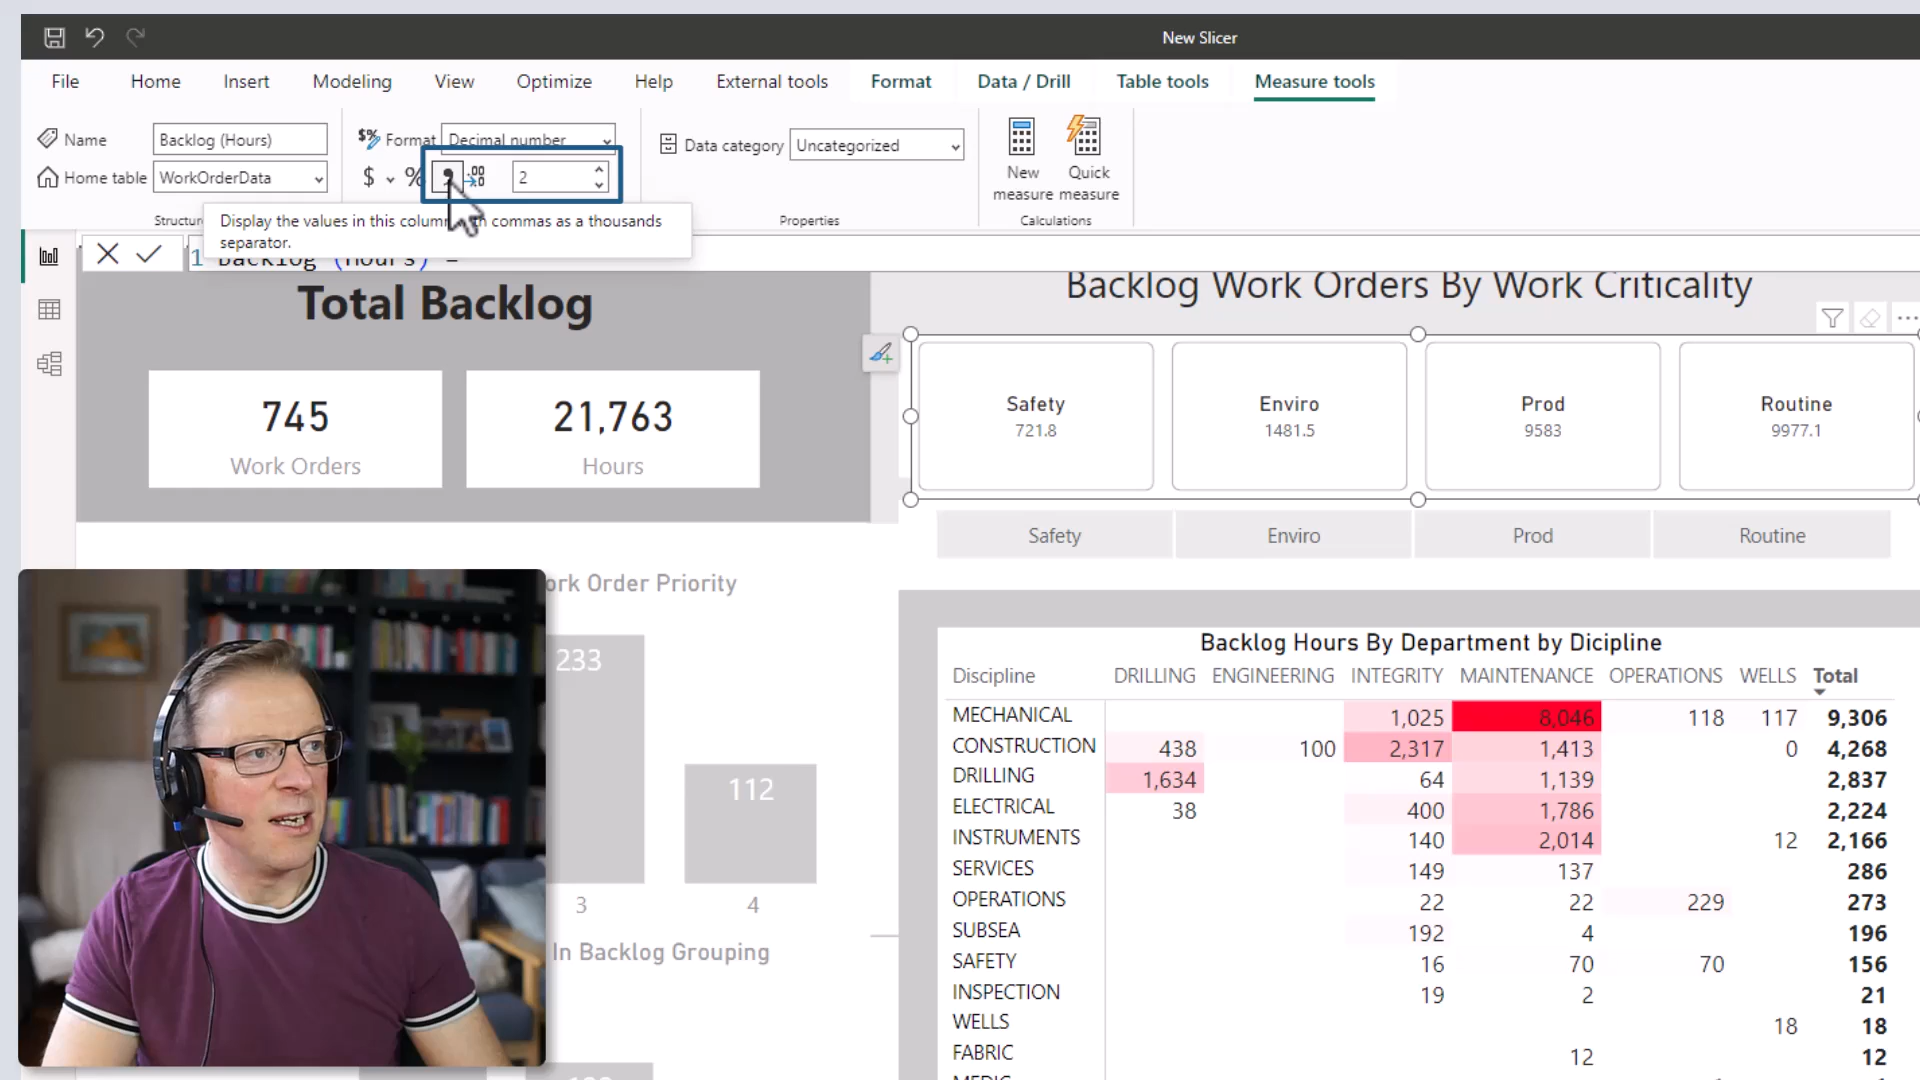 New Slicer
File Home Insert Modeling View Optimize Help External tools Format Data / Drill Table tools Measure tools
Name Backlog (Hours)
Home table WorkOrderData
$% Format Decimal number
$ % 9 .00 2
Data category Uncategorized
New measure
Quick measure
Structure
Properties
Calculations
Display the values in this column with commas as a thousands
separator.
1 Backlog (Hours) =
Total Backlog
745
Work Orders
21,763
Hours
Backlog Work Orders By Work Criticality
Safety
721.8
Enviro
1481.5
Prod
9583
Routine
9977.1
Safety Enviro Prod Routine
ork Order Priority
233
112
3 4
In Backlog Grouping
Backlog Hours By Department by Dicipline
Discipline DRILLING ENGINEERING INTEGRITY MAINTENANCE OPERATIONS WELLS Total
MECHANICAL 1,025 8,046 118 117 9,306
CONSTRUCTION 438 100 2,317 1,413 0 4,268
DRILLING 1,634 64 1,139 2,837
ELECTRICAL 38 400 1,786 2,224
INSTRUMENTS 140 2,014 12 2,166
SERVICES 149 137 286
OPERATIONS 22 22 229 273
SUBSEA 192 4 196
SAFETY 16 70 70 156
INSPECTION 19 2 21
WELLS 18 18
FABRIC 12 12